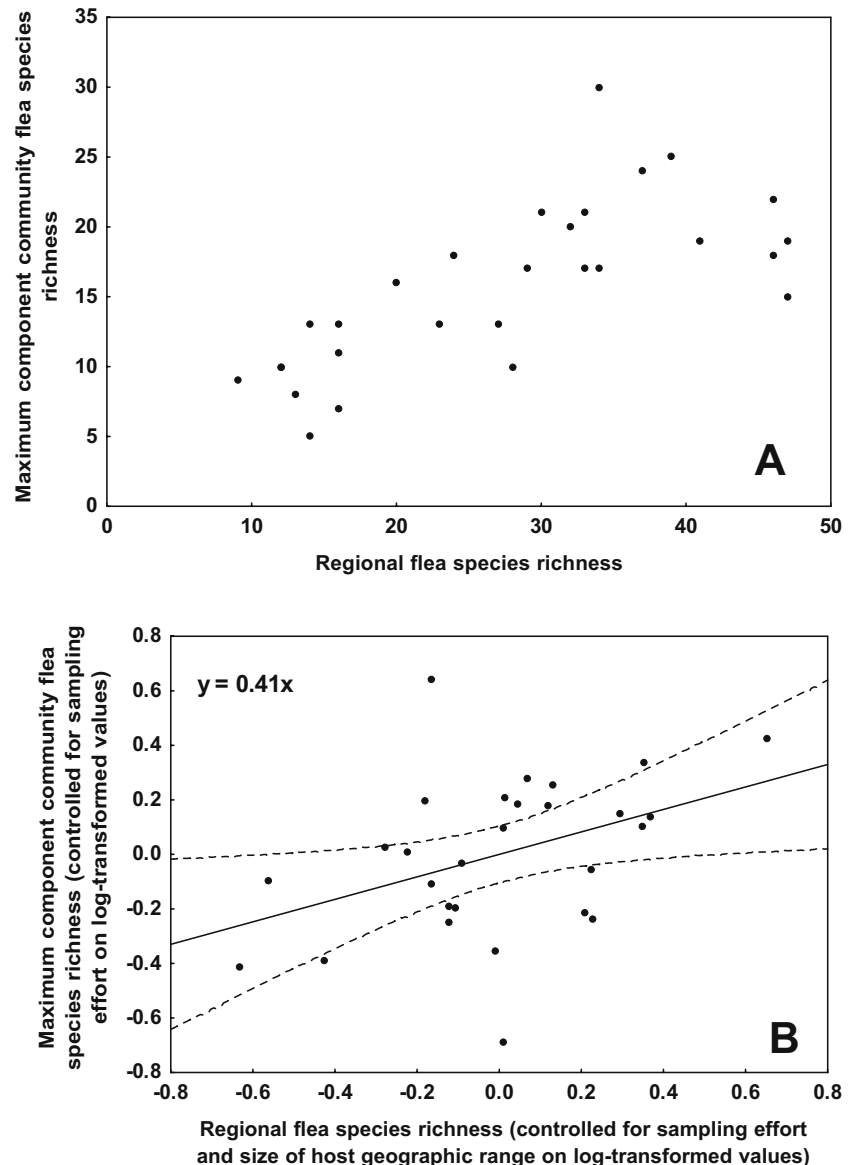 Maximum component community flea species
richness
35
30
25
20
15
10
5
0
0 10 20 30 40 50
A
Regional flea species richness
Maximum component community flea
species richness (controlled for sampling
effort on log-transformed values)
0.8
0.6
0.4
0.2
0.0
-0.2
-0.4
-0.6
-0.8
y = 0.41x
B
-0.8 -0.6 -0.4 -0.2 0.0 0.2 0.4 0.6 0.8
Regional flea species richness (controlled for sampling effort
and size of host geographic range on log-transformed values)